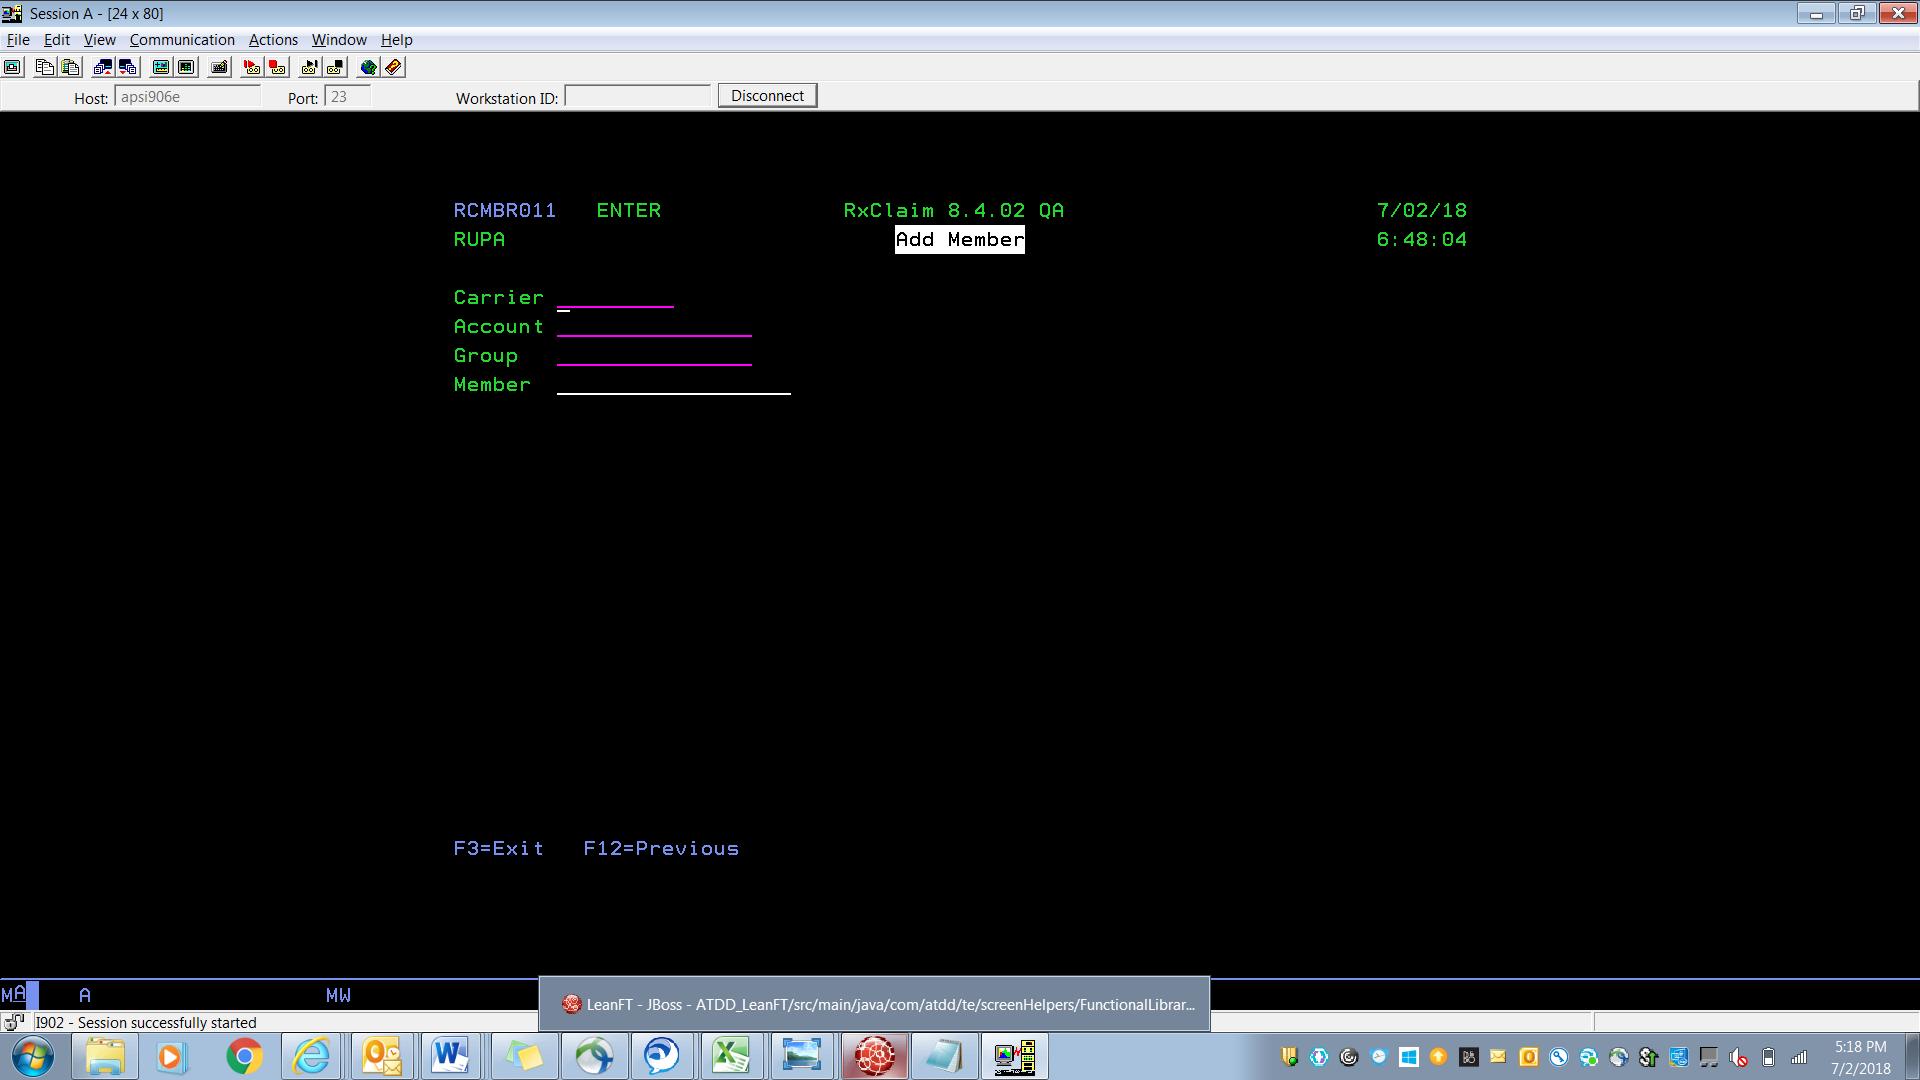 Session A - [24 x 80]
File Edit View Communication Actions Window Help
Host: apsi906e Port: 23 Workstation ID: Disconnect
RCMBR011 ENTER RxClaim 8.4.02 QA 7/02/18
RUPA Add Member 6:48:04
Carrier
Account
Group
Member
F3=Exit F12=Previous
MA A MW
LeanFT - JBoss - ATDD_LeanFT/src/main/java/com/atdd/te/screenHelpers/FunctionalLibrar...
I902 - Session successfully started
5:18 PM
7/2/2018